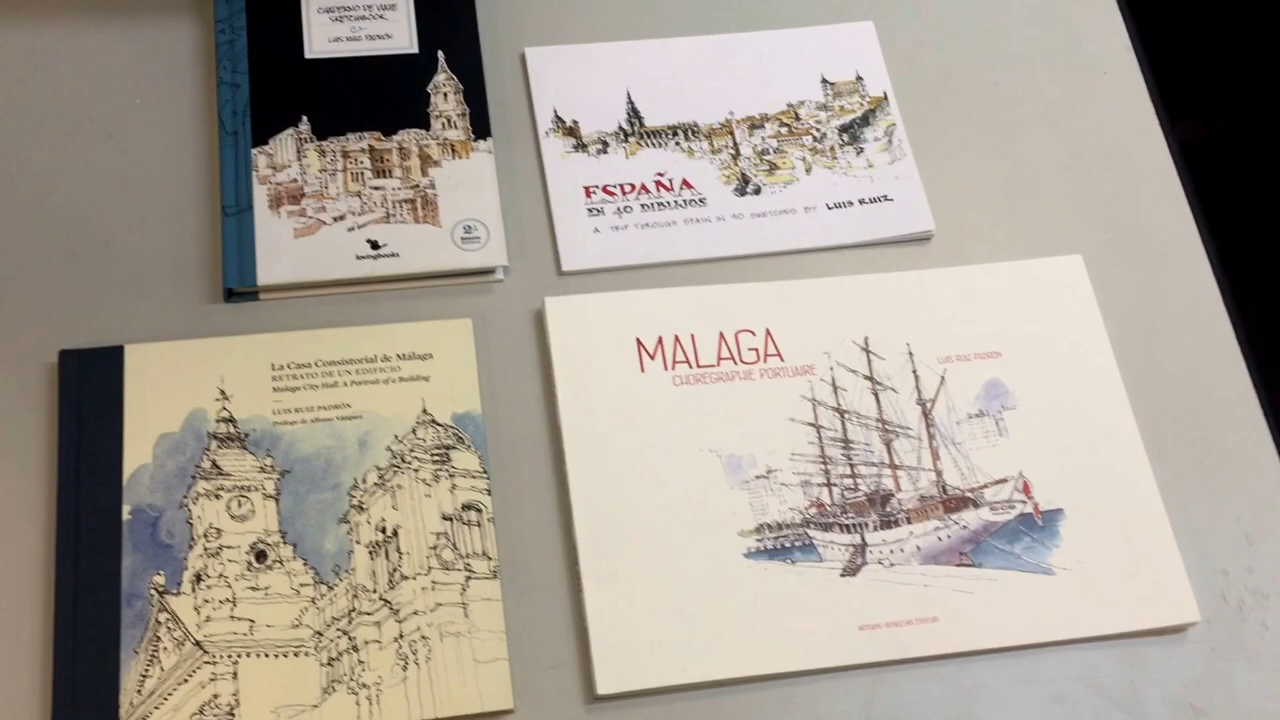 CUADERNO DE VIAJE
SKETCHBOOK
LUIS RUIZ PADRÓN
2ª
lovingbooks
ESPAÑA
EN 40 DIBUJOS
A TRIP THROUGH SPAIN IN 40 SKETCHES BY LUIS RUIZ
La Casa Consistorial de Málaga
RETRATO DE UN EDIFICIO
Malaga City Hall. A Portrait of a Building
LUIS RUIZ PADRÓN
Prólogo de Alfonso Vázquez
MALAGA
CHORÉGRAPHIE PORTUAIRE
LUIS RUIZ PADRÓN